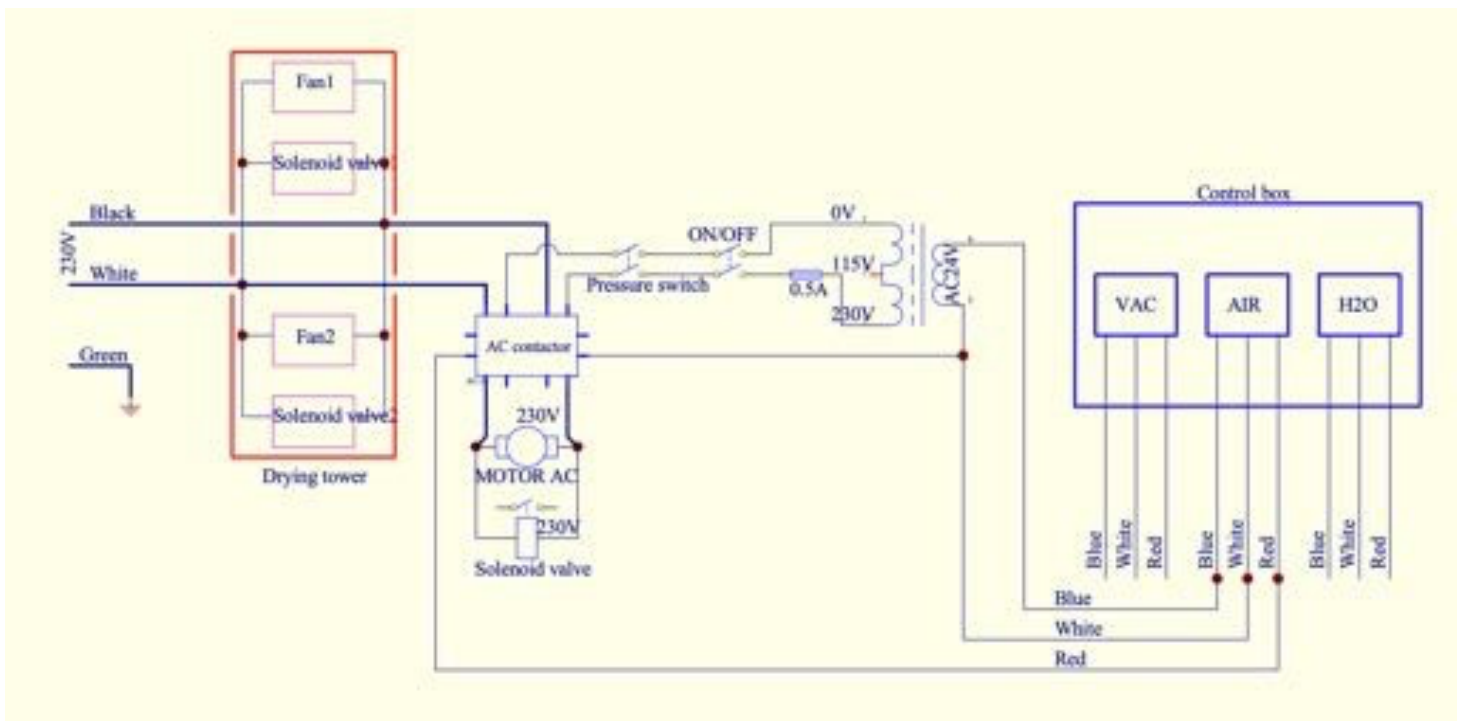 Fan1
Solenoid valve
Black
230V
White
Green
Fan2
Solenoid valve2
Drying tower
AC contactor
230V
MOTOR AC
230V
Solenoid valve
Pressure switch
ON/OFF
0.5A
0V
115V
230V
AC24V
Control box
VAC
AIR
H2O
Blue
White
Red
Blue
White
Red
Blue
White
Red
Blue
White
Red